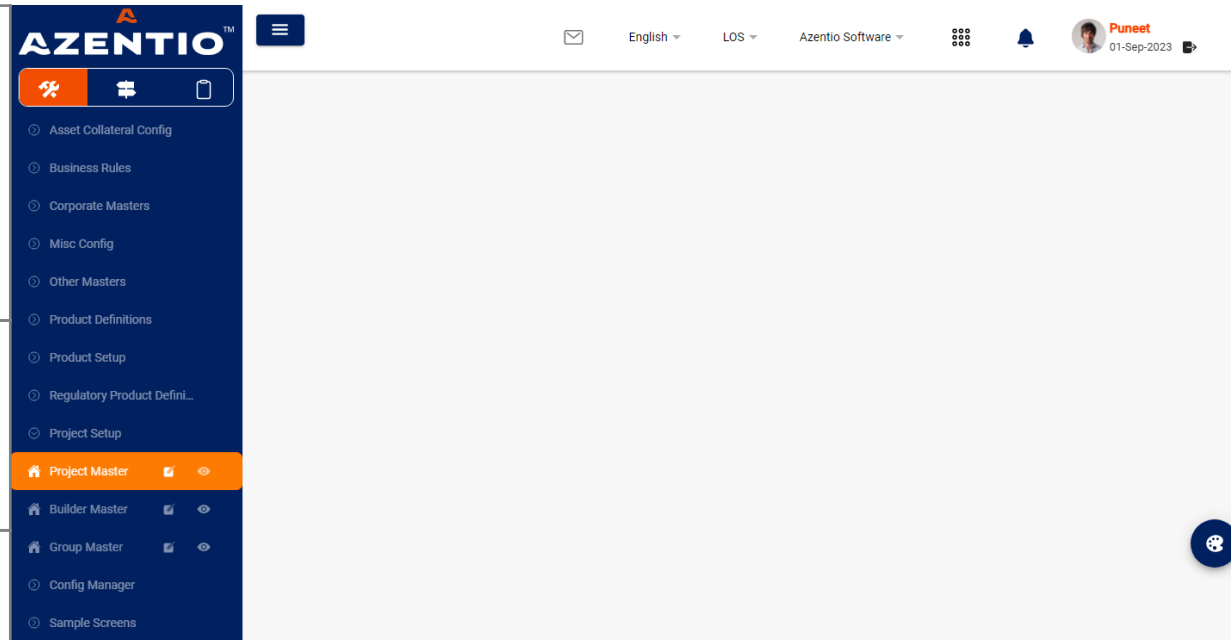 AZENTIO™
English
LOS
Azentio Software
Puneet
01-Sep-2023
Asset Collateral Config
Business Rules
Corporate Masters
Misc Config
Other Masters
Product Definitions
Product Setup
Regulatory Product Defini...
Project Setup
Project Master
Builder Master
Group Master
Config Manager
Sample Screens